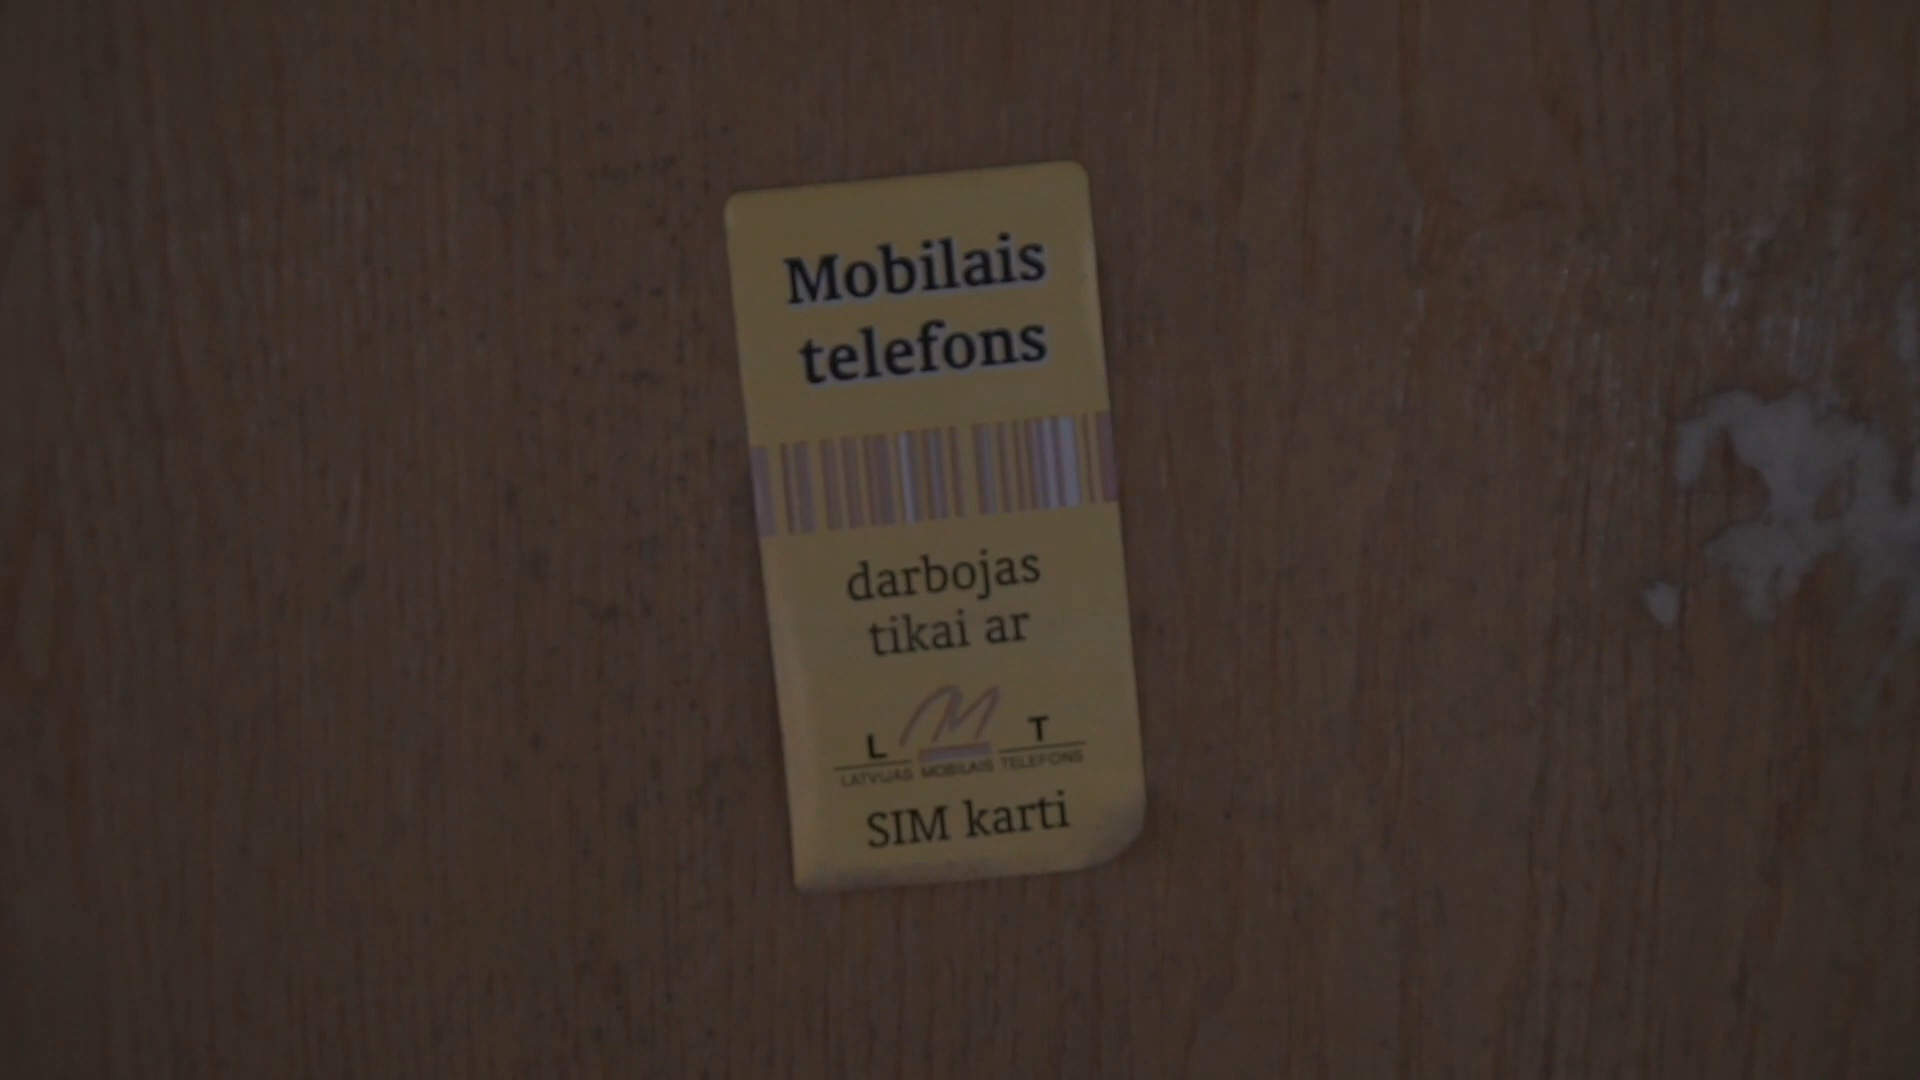 Mobilais
telefons
darbojas
tikai ar
L M T
LATVIJAS MOBILAIS TELEFONS
SIM karti